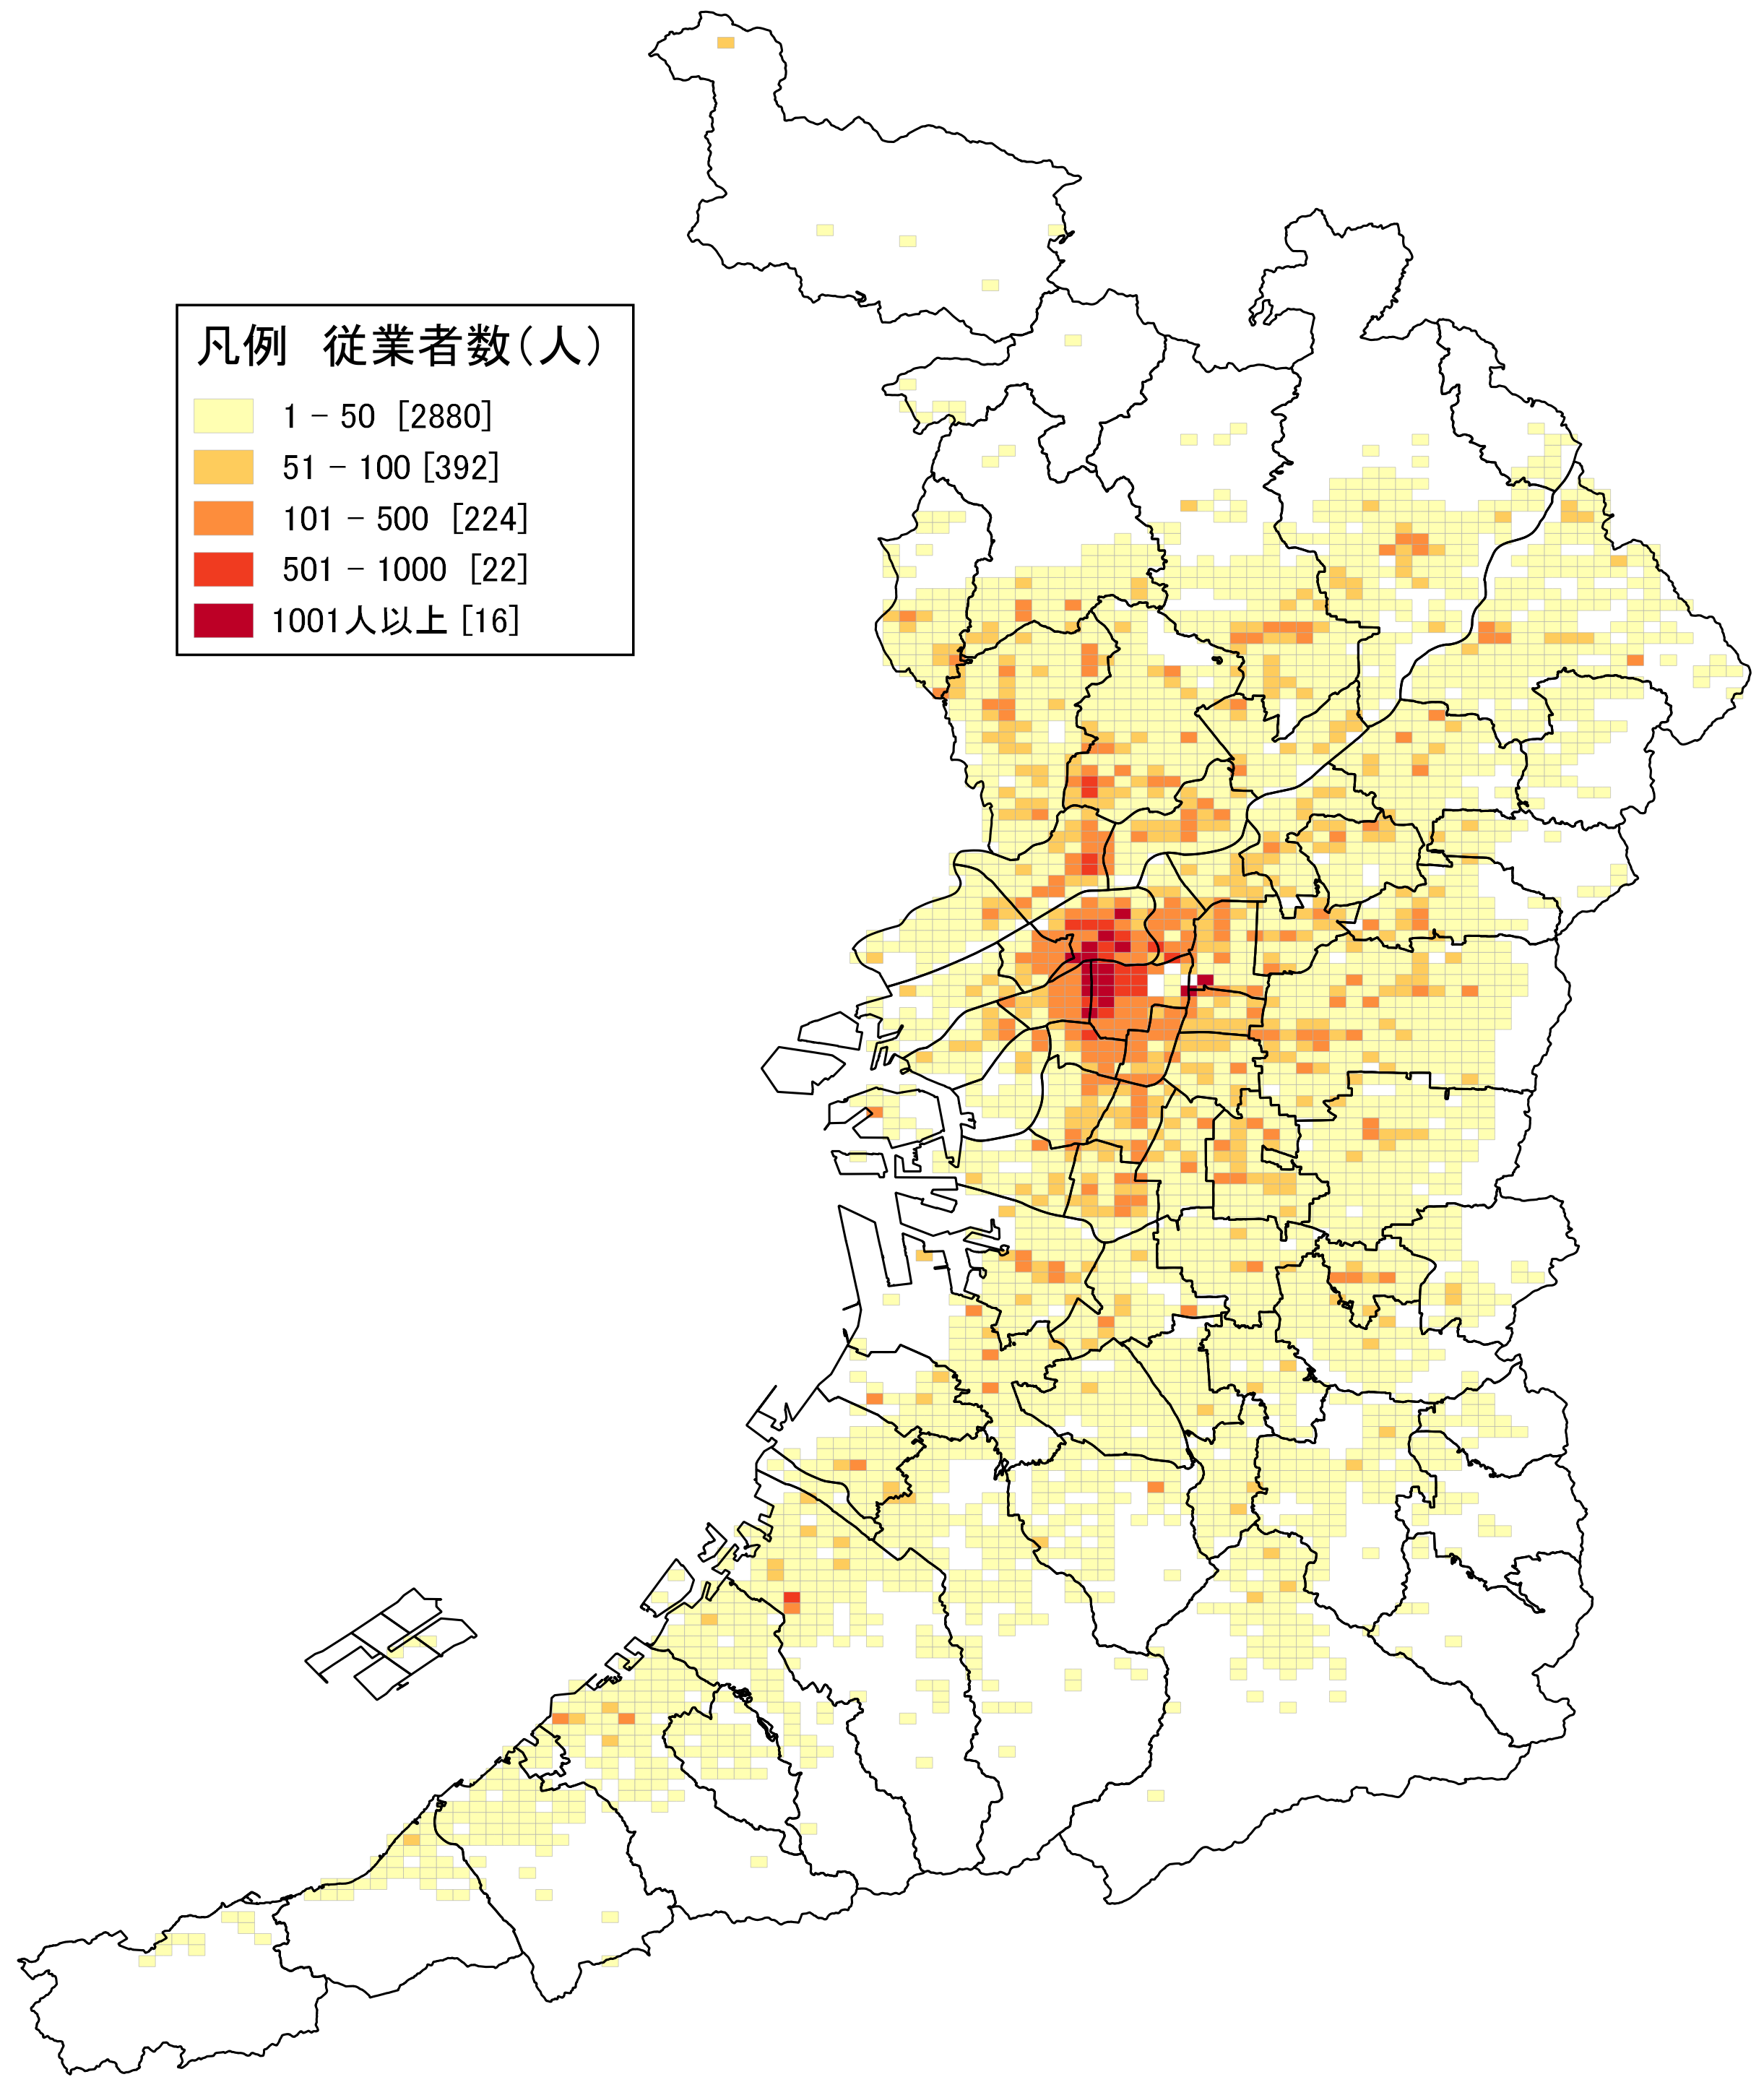 凡例　従業者数（人）
1 － 50 [2880]
51 － 100 [392]
101 － 500 [224]
501 － 1000 [22]
1001人以上 [16]